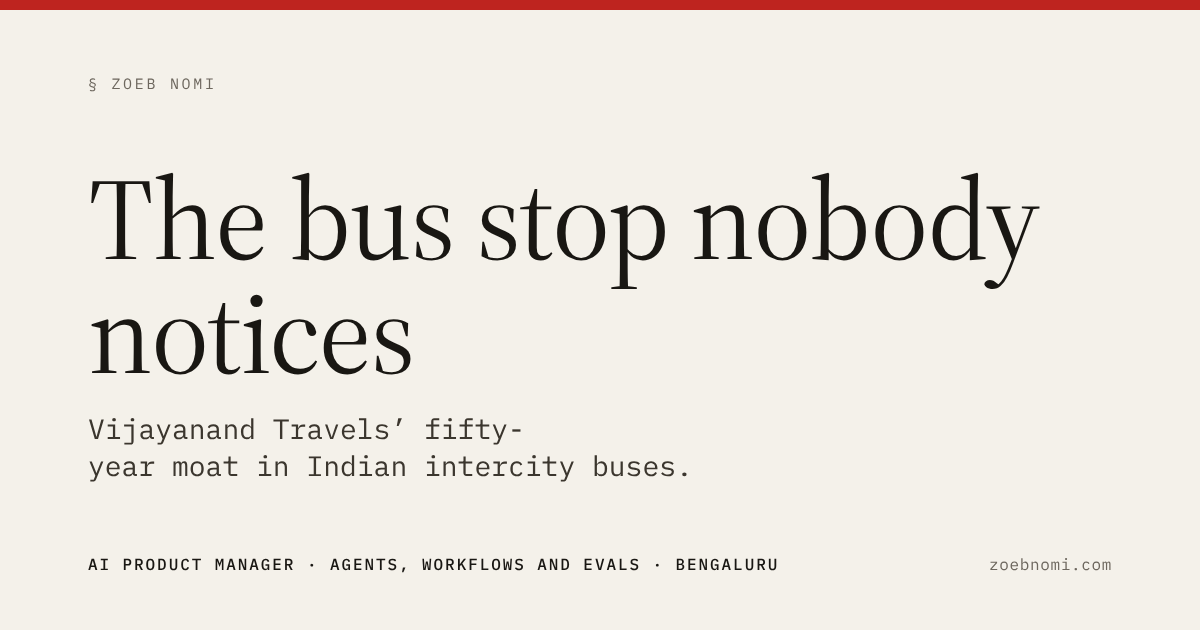 § ZOEB NOMI
The bus stop nobody
notices
Vijayanand Travels’ fifty-
year moat in Indian intercity buses.
AI PRODUCT MANAGER · AGENTS, WORKFLOWS AND EVALS · BENGALURU
zoebnomi.com